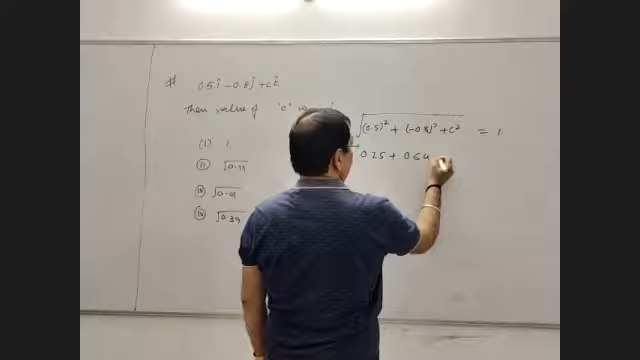 # 0.5î - 0.8ĵ + ck̂
Then value of 'c' is
(i) 1
(ii) √0.11
(iii) √0.01
(iv) √0.39
√(0.5)² + (-0.8)² + c² = 1
0.25 + 0.64